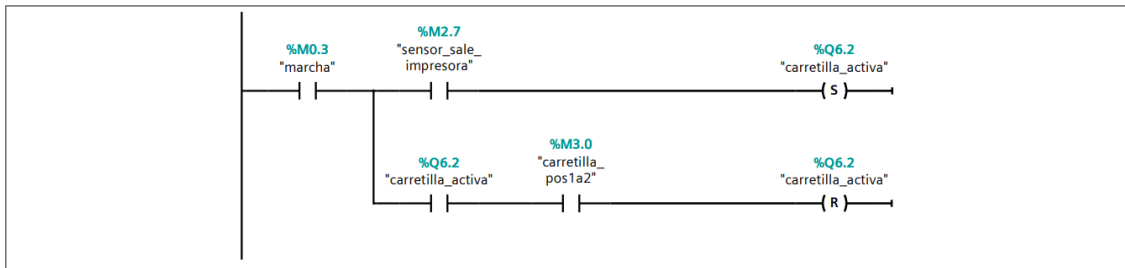 %M0.3
"marcha"
%M2.7
"sensor_sale_
impresora"
%Q6.2
"carretilla_activa"
S
%Q6.2
"carretilla_activa"
%M3.0
"carretilla_
pos1a2"
%Q6.2
"carretilla_activa"
R